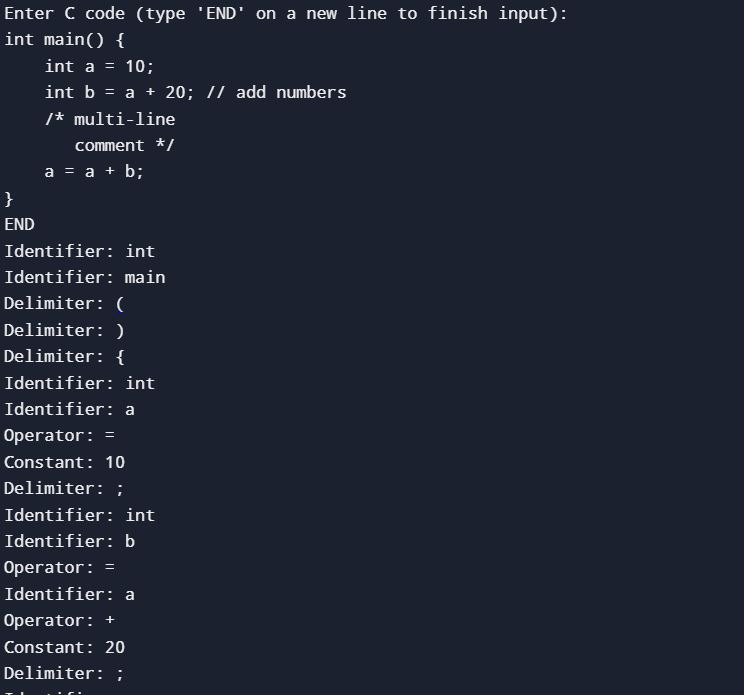 Enter C code (type 'END' on a new line to finish input):
int main() {
    int a = 10;
    int b = a + 20; // add numbers
    /* multi-line
       comment */
    a = a + b;
}
END
Identifier: int
Identifier: main
Delimiter: (
Delimiter: )
Delimiter: {
Identifier: int
Identifier: a
Operator: =
Constant: 10
Delimiter: ;
Identifier: int
Identifier: b
Operator: =
Identifier: a
Operator: +
Constant: 20
Delimiter: ;